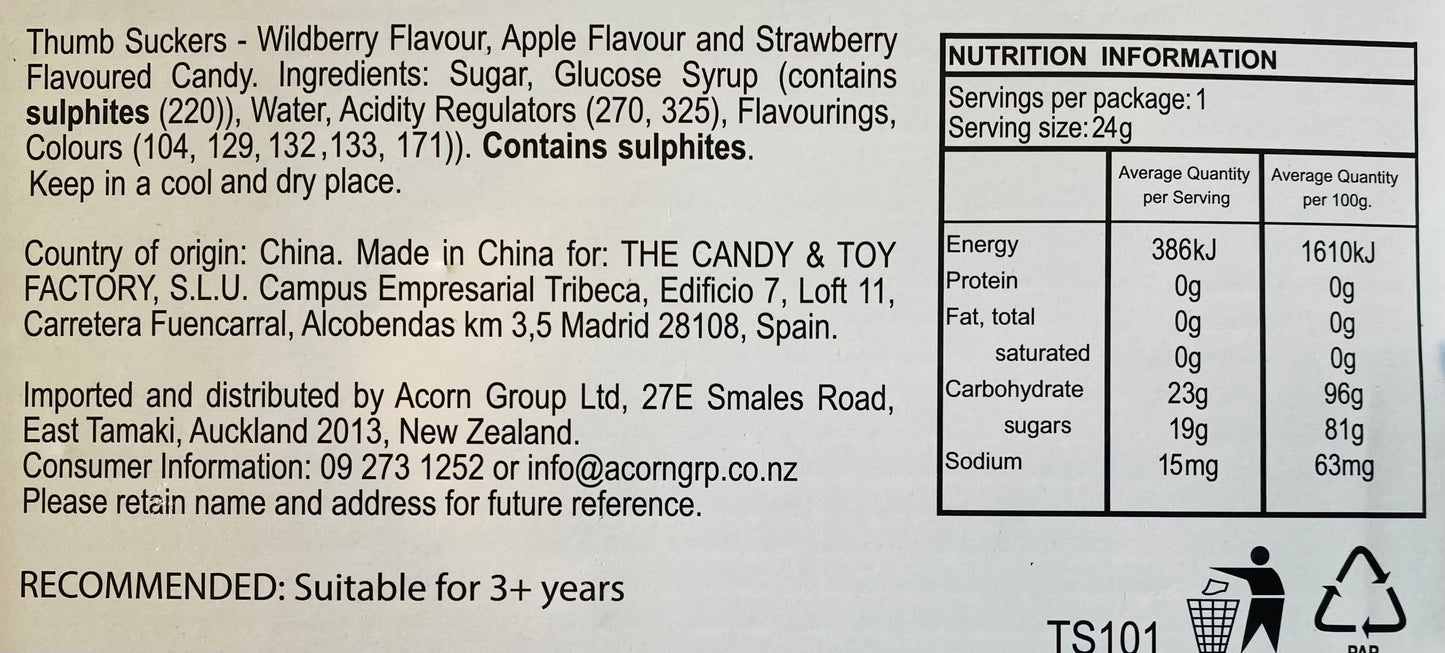 Thumb Suckers - Wildberry Flavour, Apple Flavour and Strawberry
Flavoured Candy. Ingredients: Sugar, Glucose Syrup (contains
sulphites (220)), Water, Acidity Regulators (270, 325), Flavourings,
Colours (104, 129, 132 ,133, 171)). Contains sulphites.
Keep in a cool and dry place.
Country of origin: China. Made in China for: THE CANDY & TOY
FACTORY, S.L.U. Campus Empresarial Tribeca, Edificio 7, Loft 11,
Carretera Fuencarral, Alcobendas km 3,5 Madrid 28108, Spain.
Imported and distributed by Acorn Group Ltd, 27E Smales Road,
East Tamaki, Auckland 2013, New Zealand.
Consumer Information: 09 273 1252 or info@acorngrp.co.nz
Please retain name and address for future reference.
RECOMMENDED: Suitable for 3+ years
NUTRITION INFORMATION
Servings per package: 1
Serving size: 24g
Average Quantity per Serving Average Quantity per 100g.
Energy 386kJ 1610kJ
Protein 0g 0g
Fat, total 0g 0g
saturated 0g 0g
Carbohydrate 23g 96g
sugars 19g 81g
Sodium 15mg 63mg
TS101
PAP